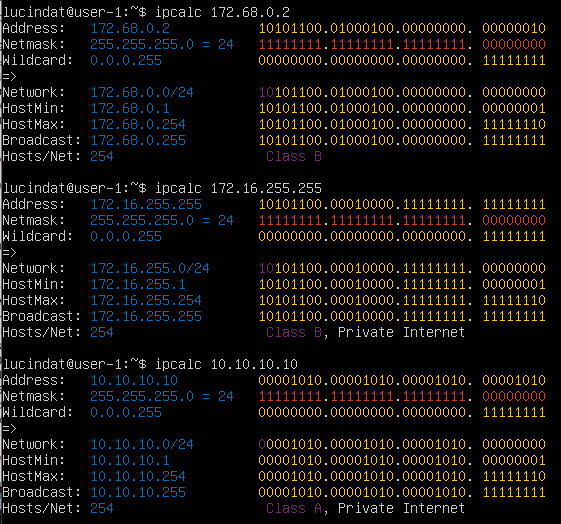 lucindat@user-1:~$ ipcalc 172.68.0.2
Address:   172.68.0.2           10101100.01000100.00000000. 00000010
Netmask:   255.255.255.0 = 24   11111111.11111111.11111111. 00000000
Wildcard:  0.0.0.255            00000000.00000000.00000000. 11111111
=>
Network:   172.68.0.0/24        10101100.01000100.00000000. 00000000
HostMin:   172.68.0.1           10101100.01000100.00000000. 00000001
HostMax:   172.68.0.254         10101100.01000100.00000000. 11111110
Broadcast: 172.68.0.255         10101100.01000100.00000000. 11111111
Hosts/Net: 254                   Class B
lucindat@user-1:~$ ipcalc 172.16.255.255
Address:   172.16.255.255       10101100.00010000.11111111. 11111111
Netmask:   255.255.255.0 = 24   11111111.11111111.11111111. 00000000
Wildcard:  0.0.0.255            00000000.00000000.00000000. 11111111
=>
Network:   172.16.255.0/24      10101100.00010000.11111111. 00000000
HostMin:   172.16.255.1         10101100.00010000.11111111. 00000001
HostMax:   172.16.255.254       10101100.00010000.11111111. 11111110
Broadcast: 172.16.255.255       10101100.00010000.11111111. 11111111
Hosts/Net: 254                   Class B, Private Internet
lucindat@user-1:~$ ipcalc 10.10.10.10
Address:   10.10.10.10          00001010.00001010.00001010. 00001010
Netmask:   255.255.255.0 = 24   11111111.11111111.11111111. 00000000
Wildcard:  0.0.0.255            00000000.00000000.00000000. 11111111
=>
Network:   10.10.10.0/24        00001010.00001010.00001010. 00000000
HostMin:   10.10.10.1           00001010.00001010.00001010. 00000001
HostMax:   10.10.10.254         00001010.00001010.00001010. 11111110
Broadcast: 10.10.10.255         00001010.00001010.00001010. 11111111
Hosts/Net: 254                   Class A, Private Internet